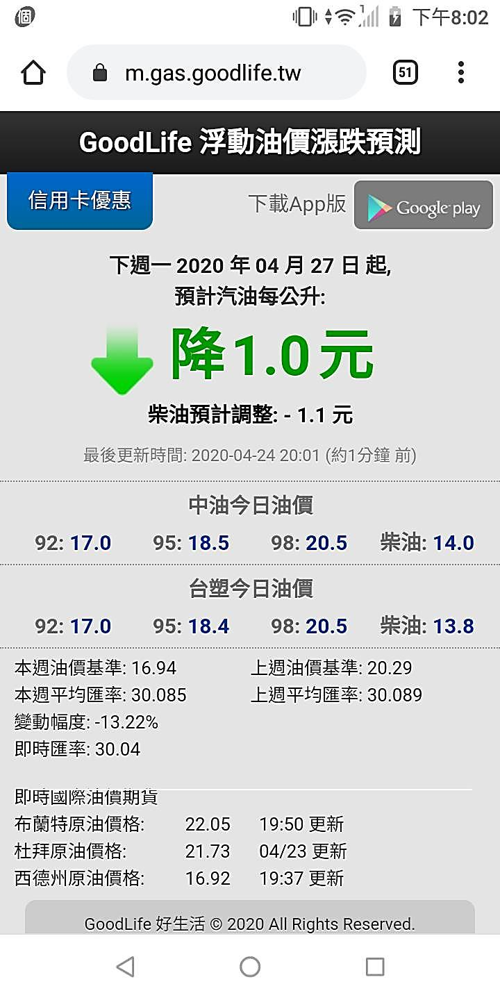 個 1 下午8:02
m.gas.goodlife.tw 51
GoodLife 浮動油價漲跌預測
信用卡優惠 下載App版 Google play
下週一 2020 年 04 月 27 日 起,
預計汽油每公升:
降1.0元
柴油預計調整: - 1.1 元
最後更新時間: 2020-04-24 20:01 (約1分鐘 前)
中油今日油價
92: 17.0 95: 18.5 98: 20.5 柴油: 14.0
台塑今日油價
92: 17.0 95: 18.4 98: 20.5 柴油: 13.8
本週油價基準: 16.94 上週油價基準: 20.29
本週平均匯率: 30.085 上週平均匯率: 30.089
變動幅度: -13.22%
即時匯率: 30.04
即時國際油價期貨
布蘭特原油價格: 22.05 19:50 更新
杜拜原油價格: 21.73 04/23 更新
西德州原油價格: 16.92 19:37 更新
GoodLife 好生活 © 2020 All Rights Reserved.